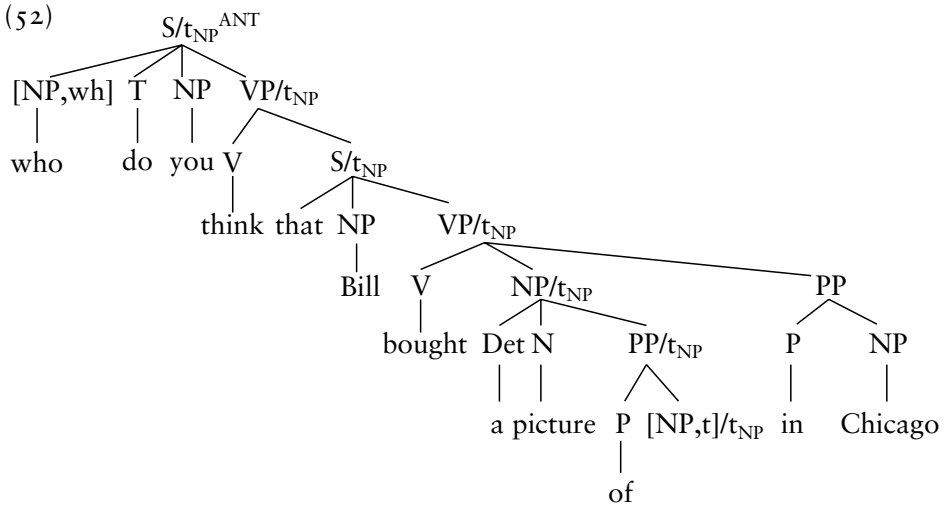 (52)
S/t_NP^ANT
[NP,wh] T NP VP/t_NP
who do you V S/t_NP
think that NP VP/t_NP
Bill V NP/t_NP PP
bought Det N PP/t_NP P NP
a picture P [NP,t]/t_NP in Chicago
of